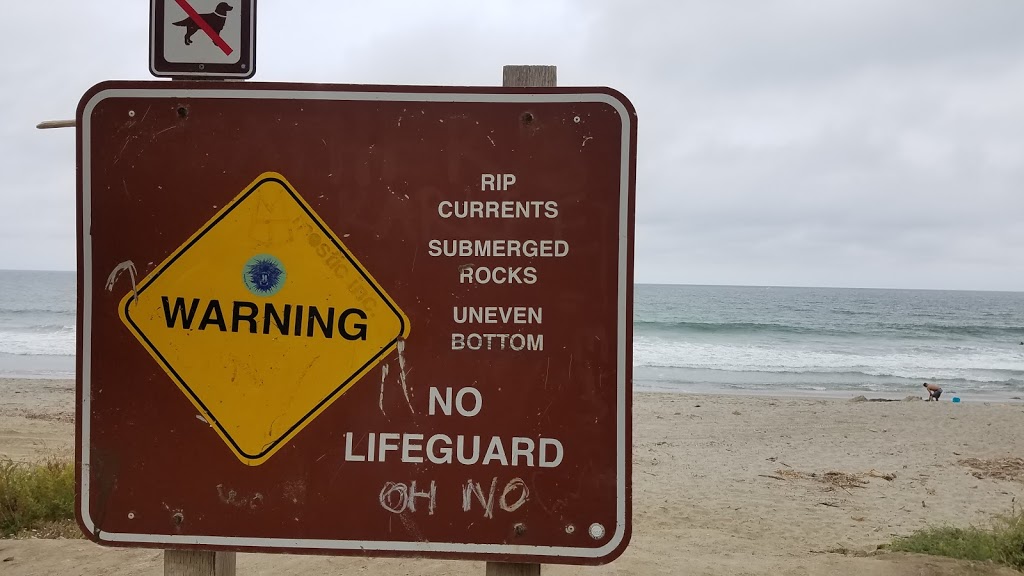 WARNING
RIP
CURRENTS
SUBMERGED
ROCKS
UNEVEN
BOTTOM
NO
LIFEGUARD
OH NO